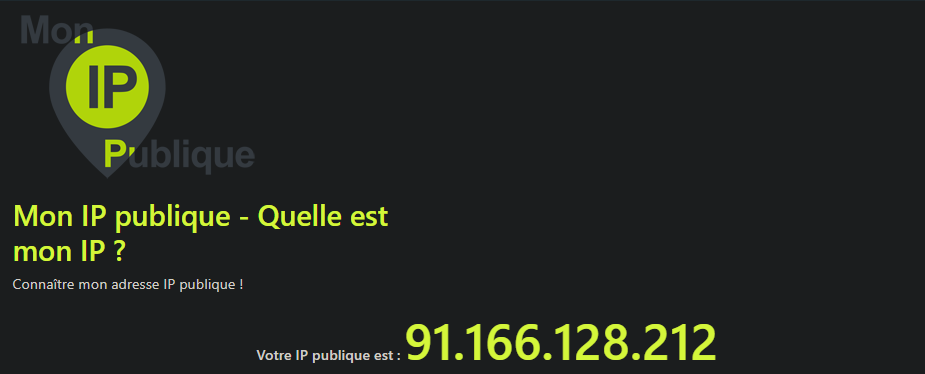 Mon
IP
Publique
Mon IP publique - Quelle est
mon IP ?
Connaître mon adresse IP publique !
Votre IP publique est : 91.166.128.212